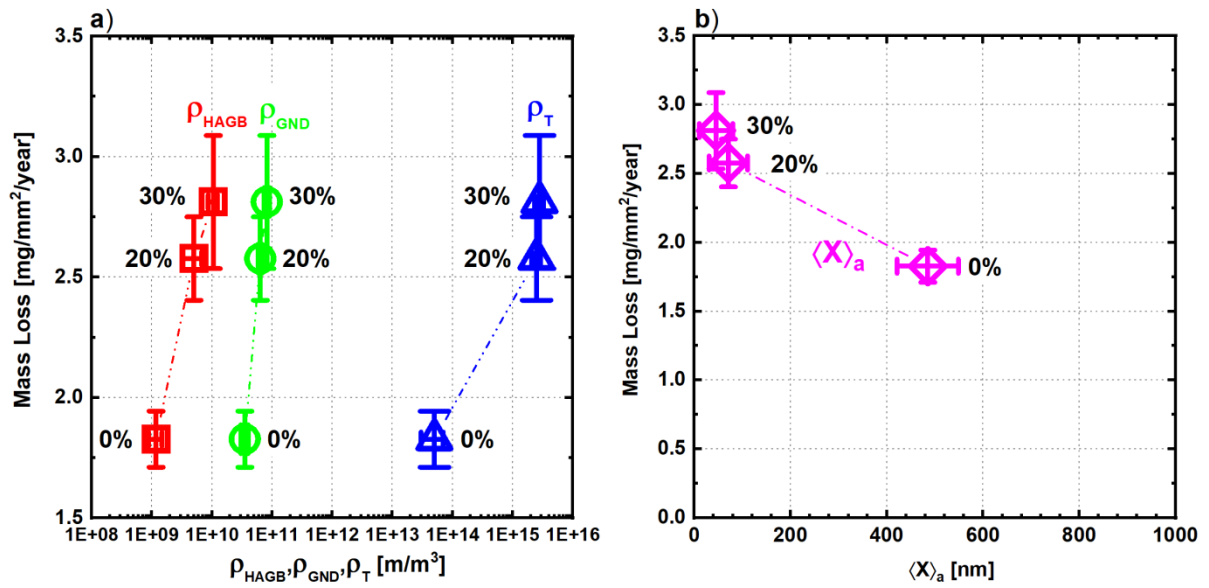 a)
3.5
3.0
2.5
2.0
1.5
Mass Loss [mg/mm²/year]
ρHAGB
ρGND
ρT
30%
30%
30%
20%
20%
20%
0%
0%
0%
1E+08 1E+09 1E+10 1E+11 1E+12 1E+13 1E+14 1E+15 1E+16
ρHAGB,ρGND,ρT [m/m³]
b)
3.5
3.0
2.5
2.0
1.5
1.0
0.5
0.0
Mass Loss [mg/mm²/year]
30%
20%
⟨X⟩a
0%
0 200 400 600 800 1000
⟨X⟩a [nm]